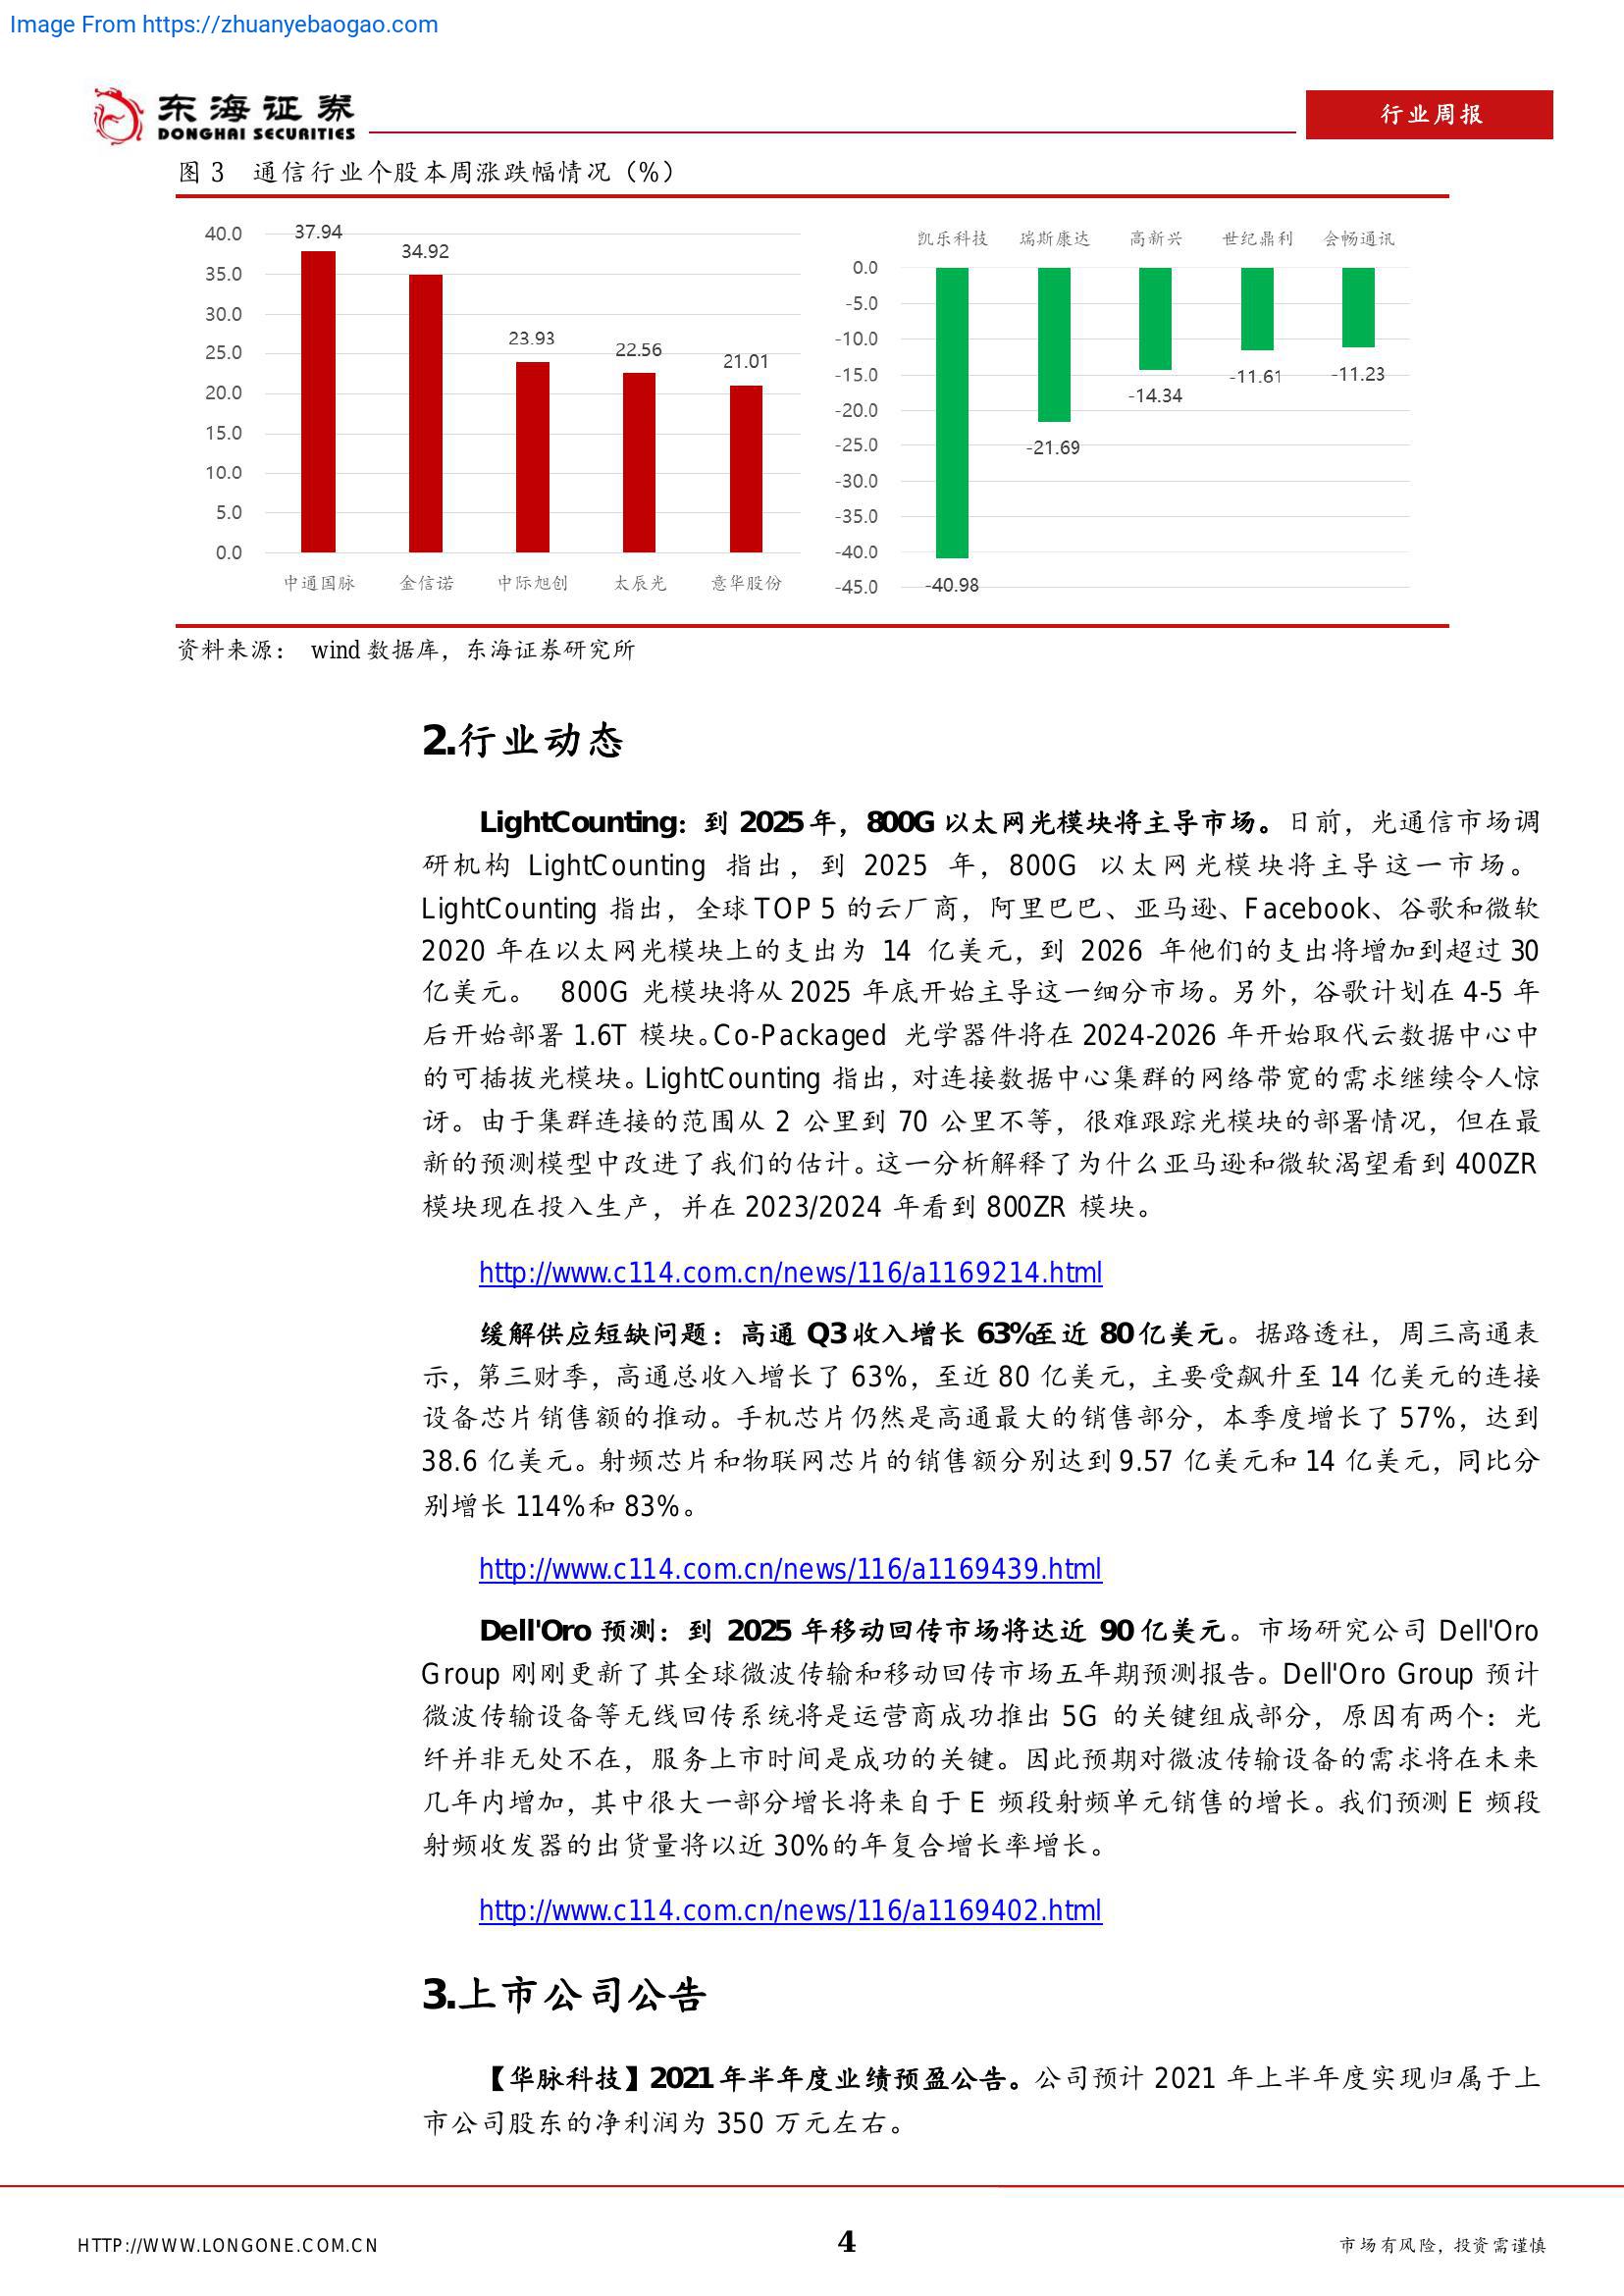 Image From https://zhuanyebaogao.com
东海证券
DONGHAI SECURITIES
行业周报
图 3 通信行业个股本周涨跌幅情况（%）
40.0
35.0
30.0
25.0
20.0
15.0
10.0
5.0
0.0
37.94
34.92
23.93
22.56
21.01
中通国脉 金信诺 中际旭创 太辰光 意华股份
凯乐科技 瑞斯康达 高新兴 世纪鼎利 会畅通讯
0.0
-5.0
-10.0
-15.0
-20.0
-25.0
-30.0
-35.0
-40.0
-45.0
-40.98
-21.69
-14.34
-11.61
-11.23
资料来源： wind 数据库，东海证券研究所
2.行业动态
LightCounting：到 2025 年，800G 以太网光模块将主导市场。日前，光通信市场调
研机构 LightCounting 指出，到 2025 年，800G 以太网光模块将主导这一市场。
LightCounting 指出，全球 TOP 5 的云厂商，阿里巴巴、亚马逊、Facebook、谷歌和微软
2020 年在以太网光模块上的支出为 14 亿美元，到 2026 年他们的支出将增加到超过 30
亿美元。 800G 光模块将从 2025 年底开始主导这一细分市场。另外，谷歌计划在 4-5 年
后开始部署 1.6T 模块。Co-Packaged 光学器件将在 2024-2026 年开始取代云数据中心中
的可插拔光模块。LightCounting 指出，对连接数据中心集群的网络带宽的需求继续令人惊
讶。由于集群连接的范围从 2 公里到 70 公里不等，很难跟踪光模块的部署情况，但在最
新的预测模型中改进了我们的估计。这一分析解释了为什么亚马逊和微软渴望看到 400ZR
模块现在投入生产，并在 2023/2024 年看到 800ZR 模块。
http://www.c114.com.cn/news/116/a1169214.html
缓解供应短缺问题：高通 Q3 收入增长 63%至近 80 亿美元。据路透社，周三高通表
示，第三财季，高通总收入增长了 63%，至近 80 亿美元，主要受飙升至 14 亿美元的连接
设备芯片销售额的推动。手机芯片仍然是高通最大的销售部分，本季度增长了 57%，达到
38.6 亿美元。射频芯片和物联网芯片的销售额分别达到 9.57 亿美元和 14 亿美元，同比分
别增长 114%和 83%。
http://www.c114.com.cn/news/116/a1169439.html
Dell'Oro 预测：到 2025 年移动回传市场将达近 90 亿美元。市场研究公司 Dell'Oro
Group 刚刚更新了其全球微波传输和移动回传市场五年期预测报告。Dell'Oro Group 预计
微波传输设备等无线回传系统将是运营商成功推出 5G 的关键组成部分，原因有两个：光
纤并非无处不在，服务上市时间是成功的关键。因此预期对微波传输设备的需求将在未来
几年内增加，其中很大一部分增长将来自于 E 频段射频单元销售的增长。我们预测 E 频段
射频收发器的出货量将以近 30%的年复合增长率增长。
http://www.c114.com.cn/news/116/a1169402.html
3.上市公司公告
【华脉科技】2021 年半年度业绩预盈公告。公司预计 2021 年上半年度实现归属于上
市公司股东的净利润为 350 万元左右。
HTTP://WWW.LONGONE.COM.CN
4
市场有风险，投资需谨慎